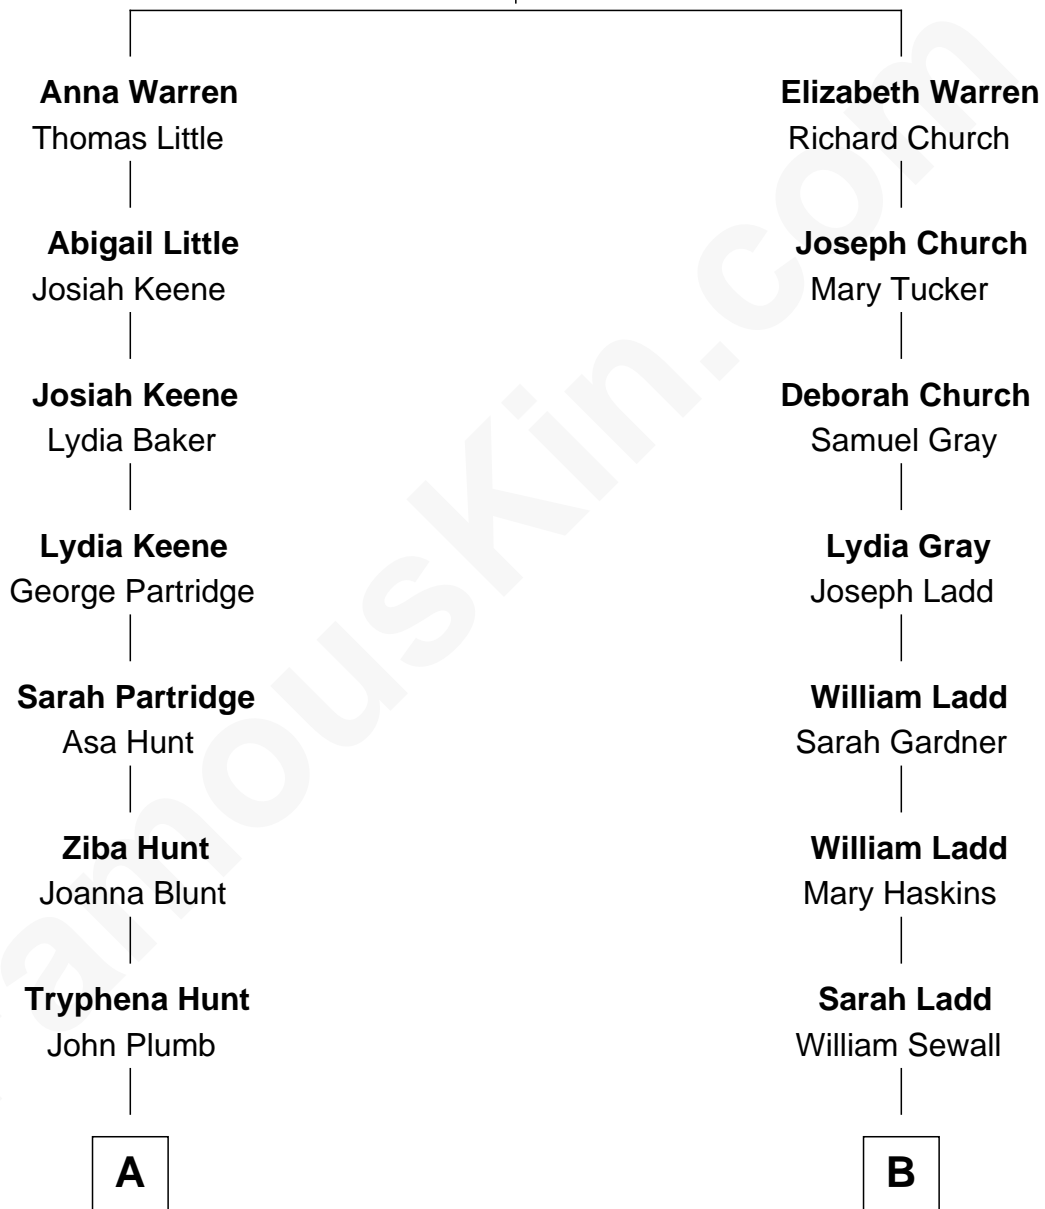 Anna Warren
Thomas Little
Abigail Little
Josiah Keene
Josiah Keene
Lydia Baker
Lydia Keene
George Partridge
Sarah Partridge
Asa Hunt
Ziba Hunt
Joanna Blunt
Tryphena Hunt
John Plumb
A
Elizabeth Warren
Richard Church
Joseph Church
Mary Tucker
Deborah Church
Samuel Gray
Lydia Gray
Joseph Ladd
William Ladd
Sarah Gardner
William Ladd
Mary Haskins
Sarah Ladd
William Sewall
B
amouskin.com